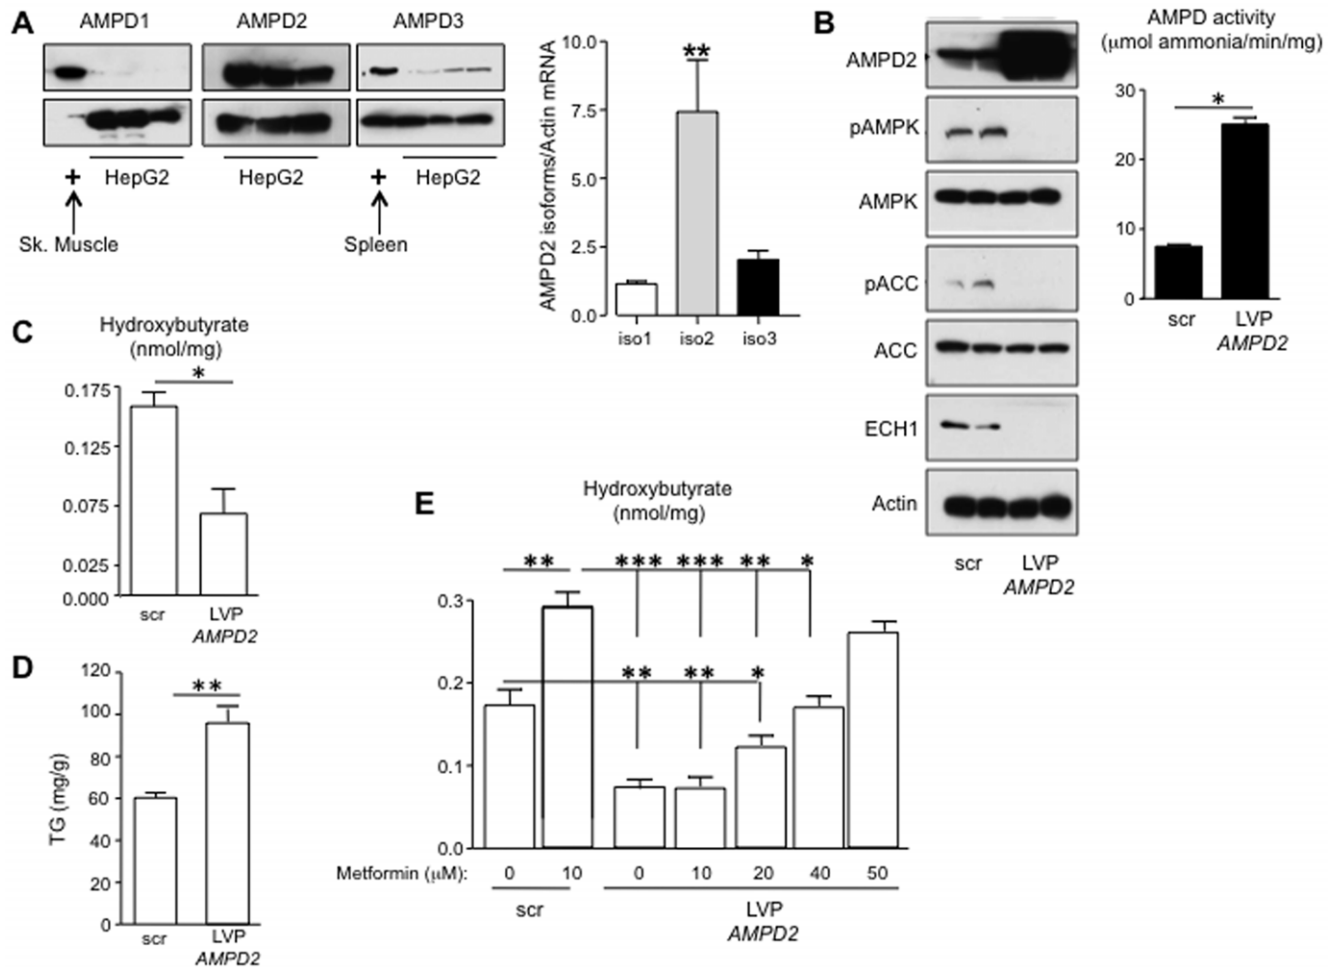 A
AMPD1
AMPD2
AMPD3
+
HepG2
HepG2
+
HepG2
Sk. Muscle
Spleen
AMPD2 isoforms/Actin mRNA
10.0
7.5
5.0
2.5
0.0
**
iso1
iso2
iso3
B
AMPD2
pAMPK
AMPK
pACC
ACC
ECH1
Actin
scr
LVP
AMPD2
AMPD activity
(μmol ammonia/min/mg)
30
20
10
0
*
scr
LVP
AMPD2
C
Hydroxybutyrate
(nmol/mg)
*
0.175
0.125
0.075
0.025
0.000
scr
LVP
AMPD2
D
TG (mg/g)
120
100
80
60
40
20
0
**
scr
LVP
AMPD2
E
Hydroxybutyrate
(nmol/mg)
** *** *** ** *
** ** *
0.3
0.2
0.1
0.0
Metformin (μM): 0 10 0 10 20 40 50
scr
LVP
AMPD2